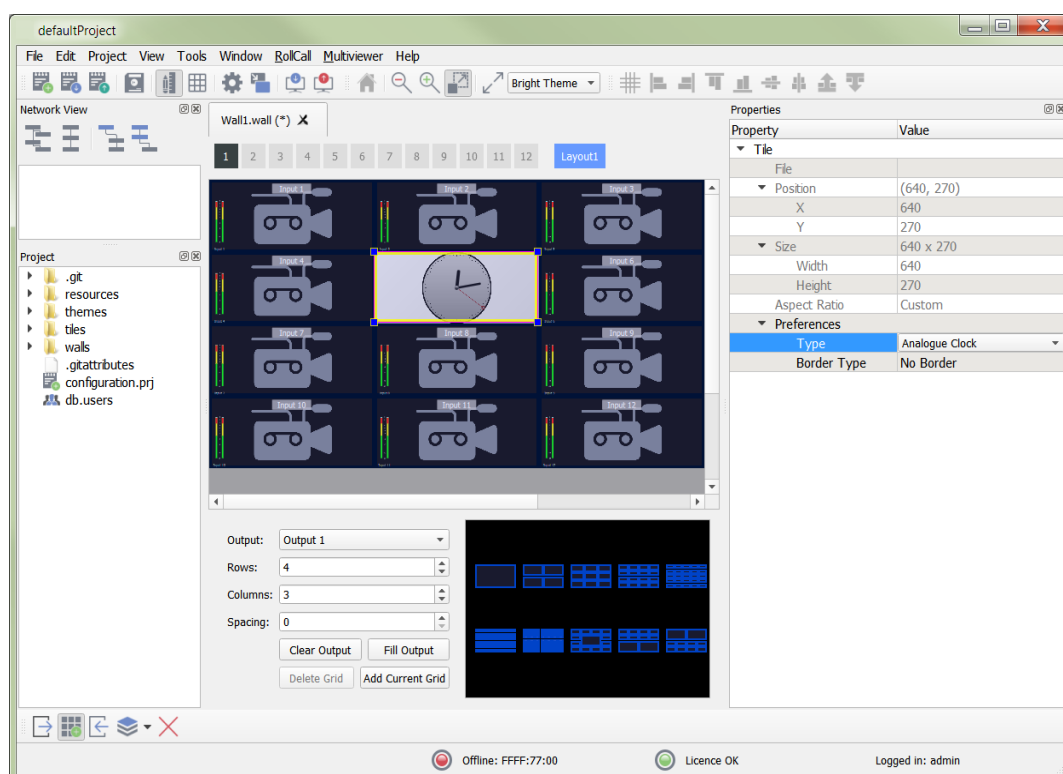 defaultProject
File Edit Project View Tools Window RollCall Multiviewer Help
Bright Theme
Network View
Wall1.wall (*)
1 2 3 4 5 6 7 8 9 10 11 12 Layout1
Input 1 Input 2 Input 3
Input 4 Input 6
Input 7 Input 8 Input 9
Input 10 Input 11 Input 12
Project
.git
resources
themes
tiles
walls
.gitattributes
configuration.prj
db.users
Output: Output 1
Rows: 4
Columns: 3
Spacing: 0
Clear Output Fill Output
Delete Grid Add Current Grid
Properties
Property Value
Tile
File
Position (640, 270)
X 640
Y 270
Size 640 x 270
Width 640
Height 270
Aspect Ratio Custom
Preferences
Type Analogue Clock
Border Type No Border
Offline: FFFF:77:00 Licence OK Logged in: admin